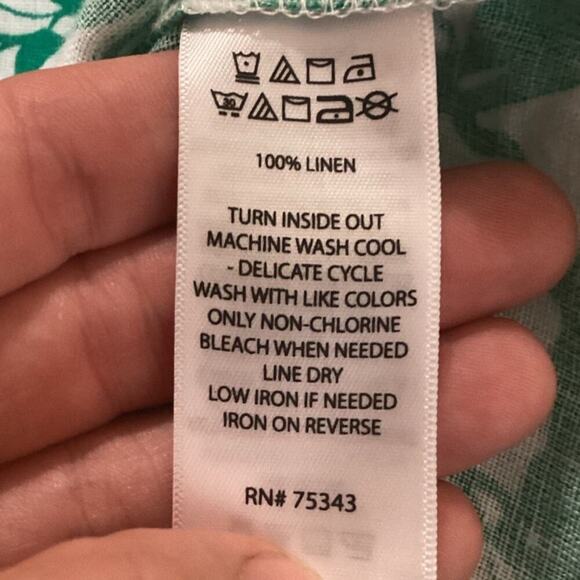 30
100% LINEN
TURN INSIDE OUT
MACHINE WASH COOL
- DELICATE CYCLE
WASH WITH LIKE COLORS
ONLY NON-CHLORINE
BLEACH WHEN NEEDED
LINE DRY
LOW IRON IF NEEDED
IRON ON REVERSE
RN# 75343